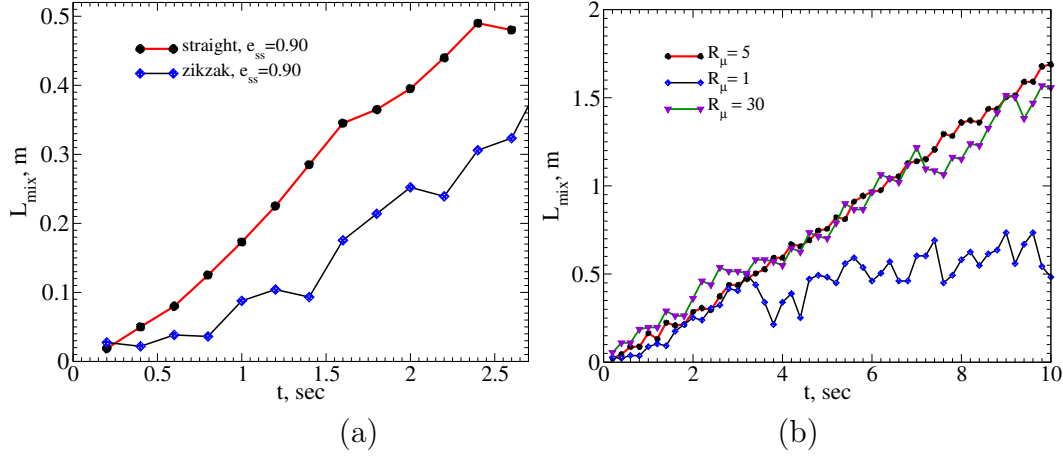 0.5
0.4
0.3
0.2
0.1
0
L_mix, m
straight, e_ss=0.90
zikzak, e_ss=0.90
0 0.5 1 1.5 2 2.5
t, sec
(a)
2
1.5
1
0.5
0
L_mix, m
R_μ = 5
R_μ = 1
R_μ = 30
0 2 4 6 8 10
t, sec
(b)